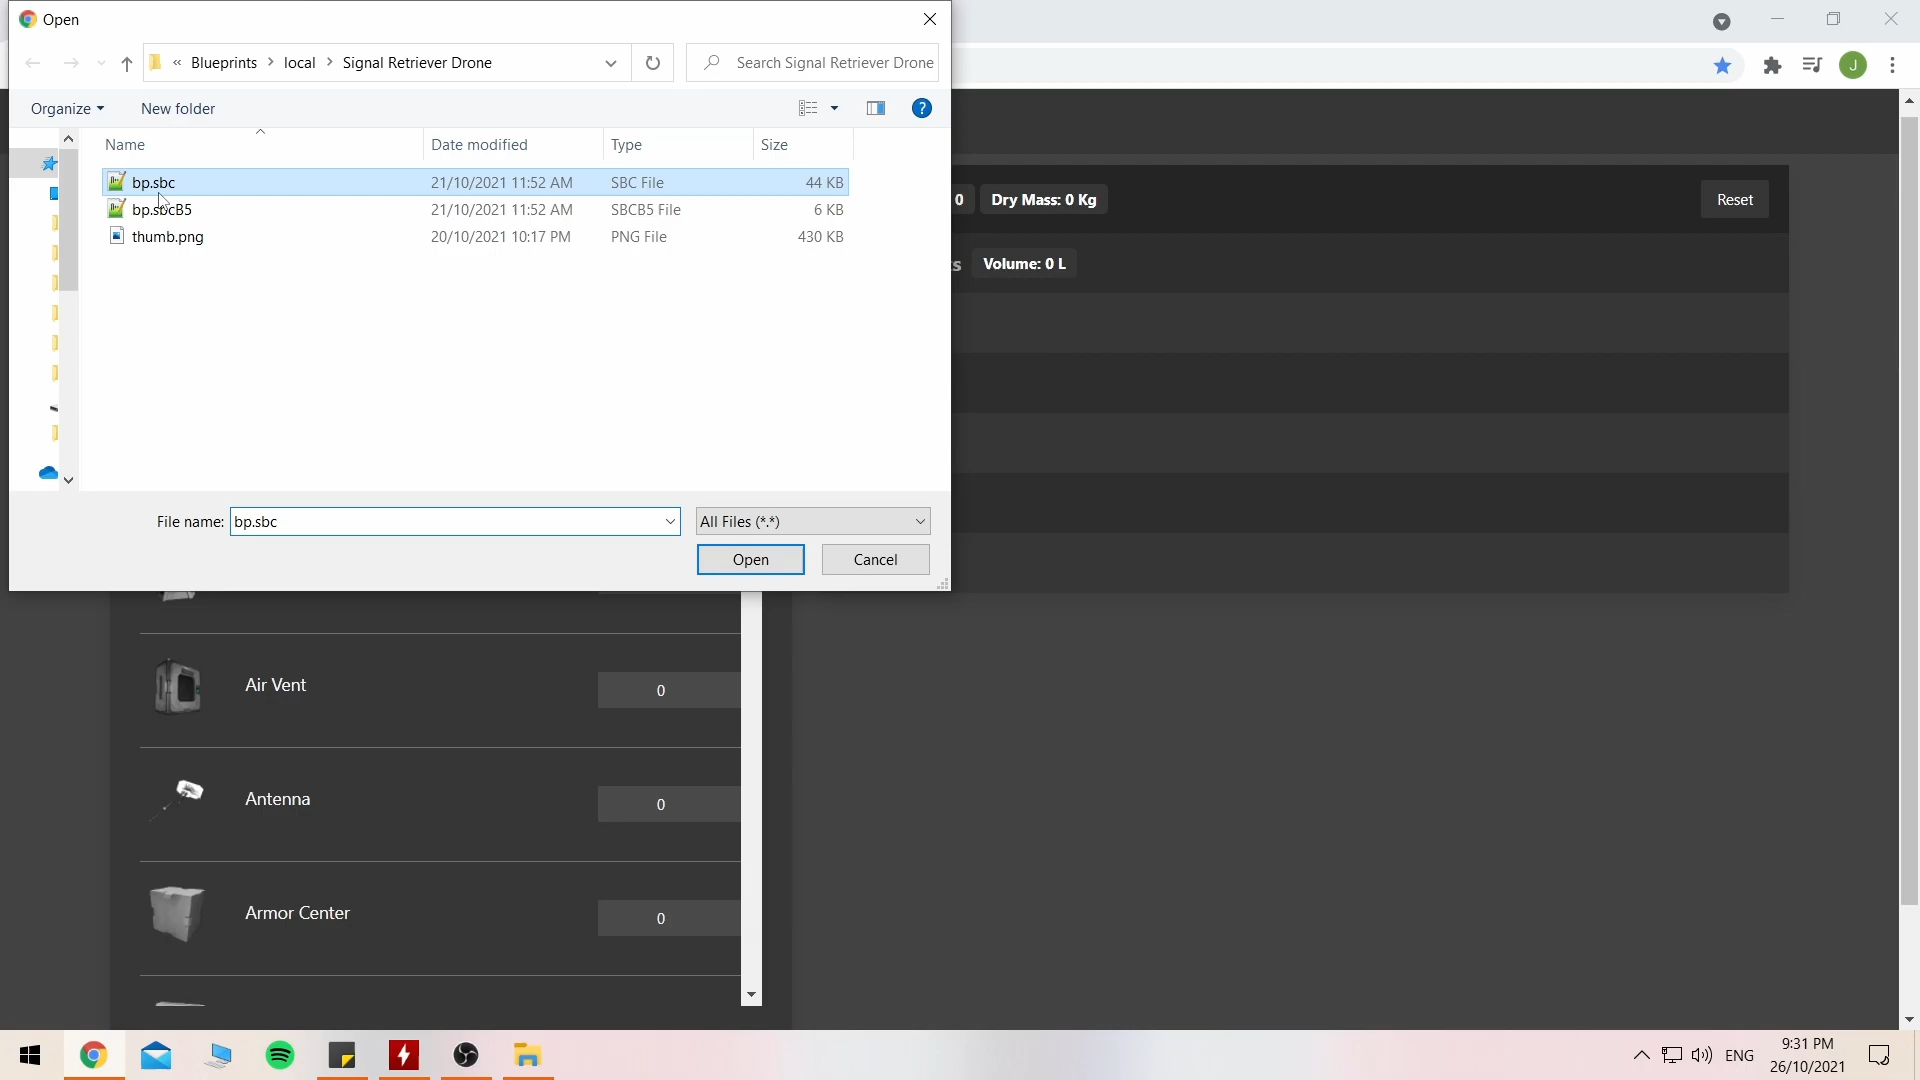 Open
« Blueprints > local > Signal Retriever Drone
Search Signal Retriever Drone
J
Organize
New folder
?
Name
Date modified
Type
Size
bp.sbc
21/10/2021 11:52 AM
SBC File
44 KB
bp.sbcB5
21/10/2021 11:52 AM
SBCB5 File
6 KB
thumb.png
20/10/2021 10:17 PM
PNG File
430 KB
0
Dry Mass: 0 Kg
Reset
s
Volume: 0 L
File name:
bp.sbc
All Files (*.*)
Open
Cancel
Air Vent
0
Antenna
0
Armor Center
0
ENG
9:31 PM
26/10/2021